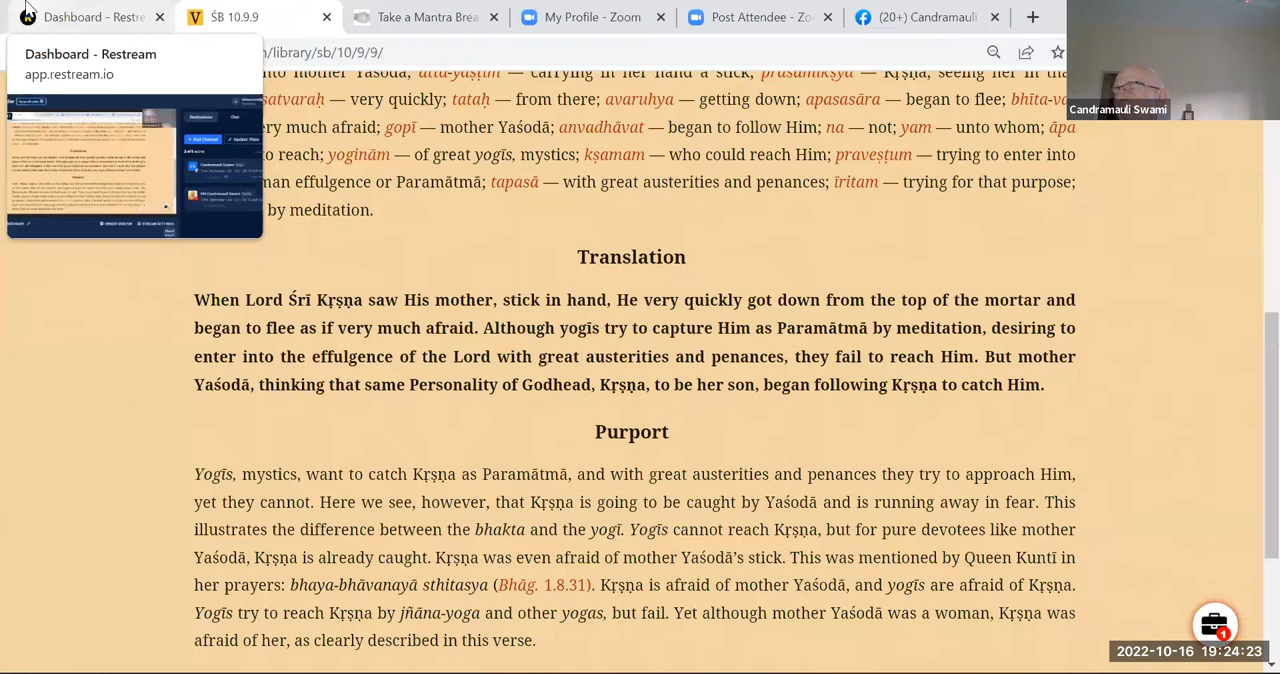 Dashboard - Restre
ŚB 10.9.9
Take a Mantra Brea
My Profile - Zoom
Post Attendee - Zo
(20+) Candramauli
/library/sb/10/9/9/
Dashboard - Restream
app.restream.io
Candramauli Swami
into mother Yaśodā; ātta-yaṣṭim — carrying in her hand a stick; prasamīkṣya — Kṛṣṇa, seeing her in tha
satvaraḥ — very quickly; tataḥ — from there; avaruhya — getting down; apasasāra — began to flee; bhīta-va
ry much afraid; gopī — mother Yaśodā; anvadhāvat — began to follow Him; na — not; yam — unto whom; āpa
to reach; yoginām — of great yogīs, mystics; kṣamam — who could reach Him; praveṣṭum — trying to enter into
man effulgence or Paramātmā; tapasā — with great austerities and penances; īritam — trying for that purpose;
by meditation.
Translation
When Lord Śrī Kṛṣṇa saw His mother, stick in hand, He very quickly got down from the top of the mortar and
began to flee as if very much afraid. Although yogīs try to capture Him as Paramātmā by meditation, desiring to
enter into the effulgence of the Lord with great austerities and penances, they fail to reach Him. But mother
Yaśodā, thinking that same Personality of Godhead, Kṛṣṇa, to be her son, began following Kṛṣṇa to catch Him.
Purport
Yogīs, mystics, want to catch Kṛṣṇa as Paramātmā, and with great austerities and penances they try to approach Him,
yet they cannot. Here we see, however, that Kṛṣṇa is going to be caught by Yaśodā and is running away in fear. This
illustrates the difference between the bhakta and the yogī. Yogīs cannot reach Kṛṣṇa, but for pure devotees like mother
Yaśodā, Kṛṣṇa is already caught. Kṛṣṇa was even afraid of mother Yaśodā's stick. This was mentioned by Queen Kuntī in
her prayers: bhaya-bhāvanayā sthitasya (Bhāg. 1.8.31). Kṛṣṇa is afraid of mother Yaśodā, and yogīs are afraid of Kṛṣṇa.
Yogīs try to reach Kṛṣṇa by jñāna-yoga and other yogas, but fail. Yet although mother Yaśodā was a woman, Kṛṣṇa was
afraid of her, as clearly described in this verse.
1
2022-10-16 19:24:23